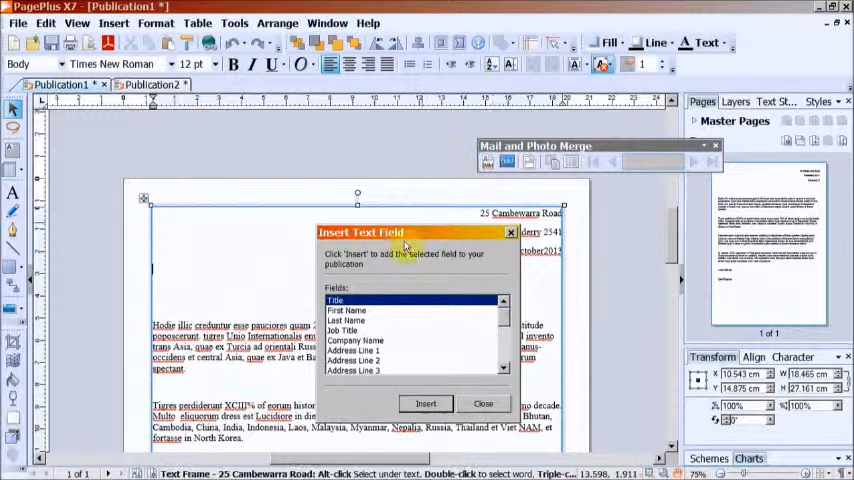 PagePlus X7 - [Publication1 *]
File Edit View Insert Format Table Tools Arrange Window Help
Fill Line Text
Body Times New Roman 12 pt B I U O 1
Publication1 * Publication2 *
Pages Layers Text St... Styles
Master Pages
Mail and Photo Merge
25 Cambewarra Road
derry 2541
ctober2013
Insert Text Field
Click 'Insert' to add the selected field to your
publication
Fields:
Title
First Name
Last Name
Job Title
Company Name
Address Line 1
Address Line 2
Address Line 3
Insert Close
Hodie illic creduntur esse pauciores quam 3
titude
poposcerunt, tigres Unio Internationalis
l invento
trans Asia, quae ex Turcia ad orientali Rus
amus-
occidens et central Asia, quae ex Java et Ba
spectant.
Tigres perdiderunt XCIII% of eorum histor
mo decade.
Multo eliquorum dress est Lucidiore in die
Bhutan,
Cambodia, China, India, Indonesia, Laos, Malaysia, Myanmar, Nepalia, Russia, Thailand et Viet NAM, et
fortasse in North Korea.
1 of 1
Transform Align Character
X 10.543 cm W 18.465 cm
Y 14.875 cm H 27.161 cm
100% 100%
0°
Schemes Charts
1 of 1 Text Frame - 25 Cambewarra Road: Alt-click Select under text. Double-click to select word, Triple-c... 13.598, 1.911 75%